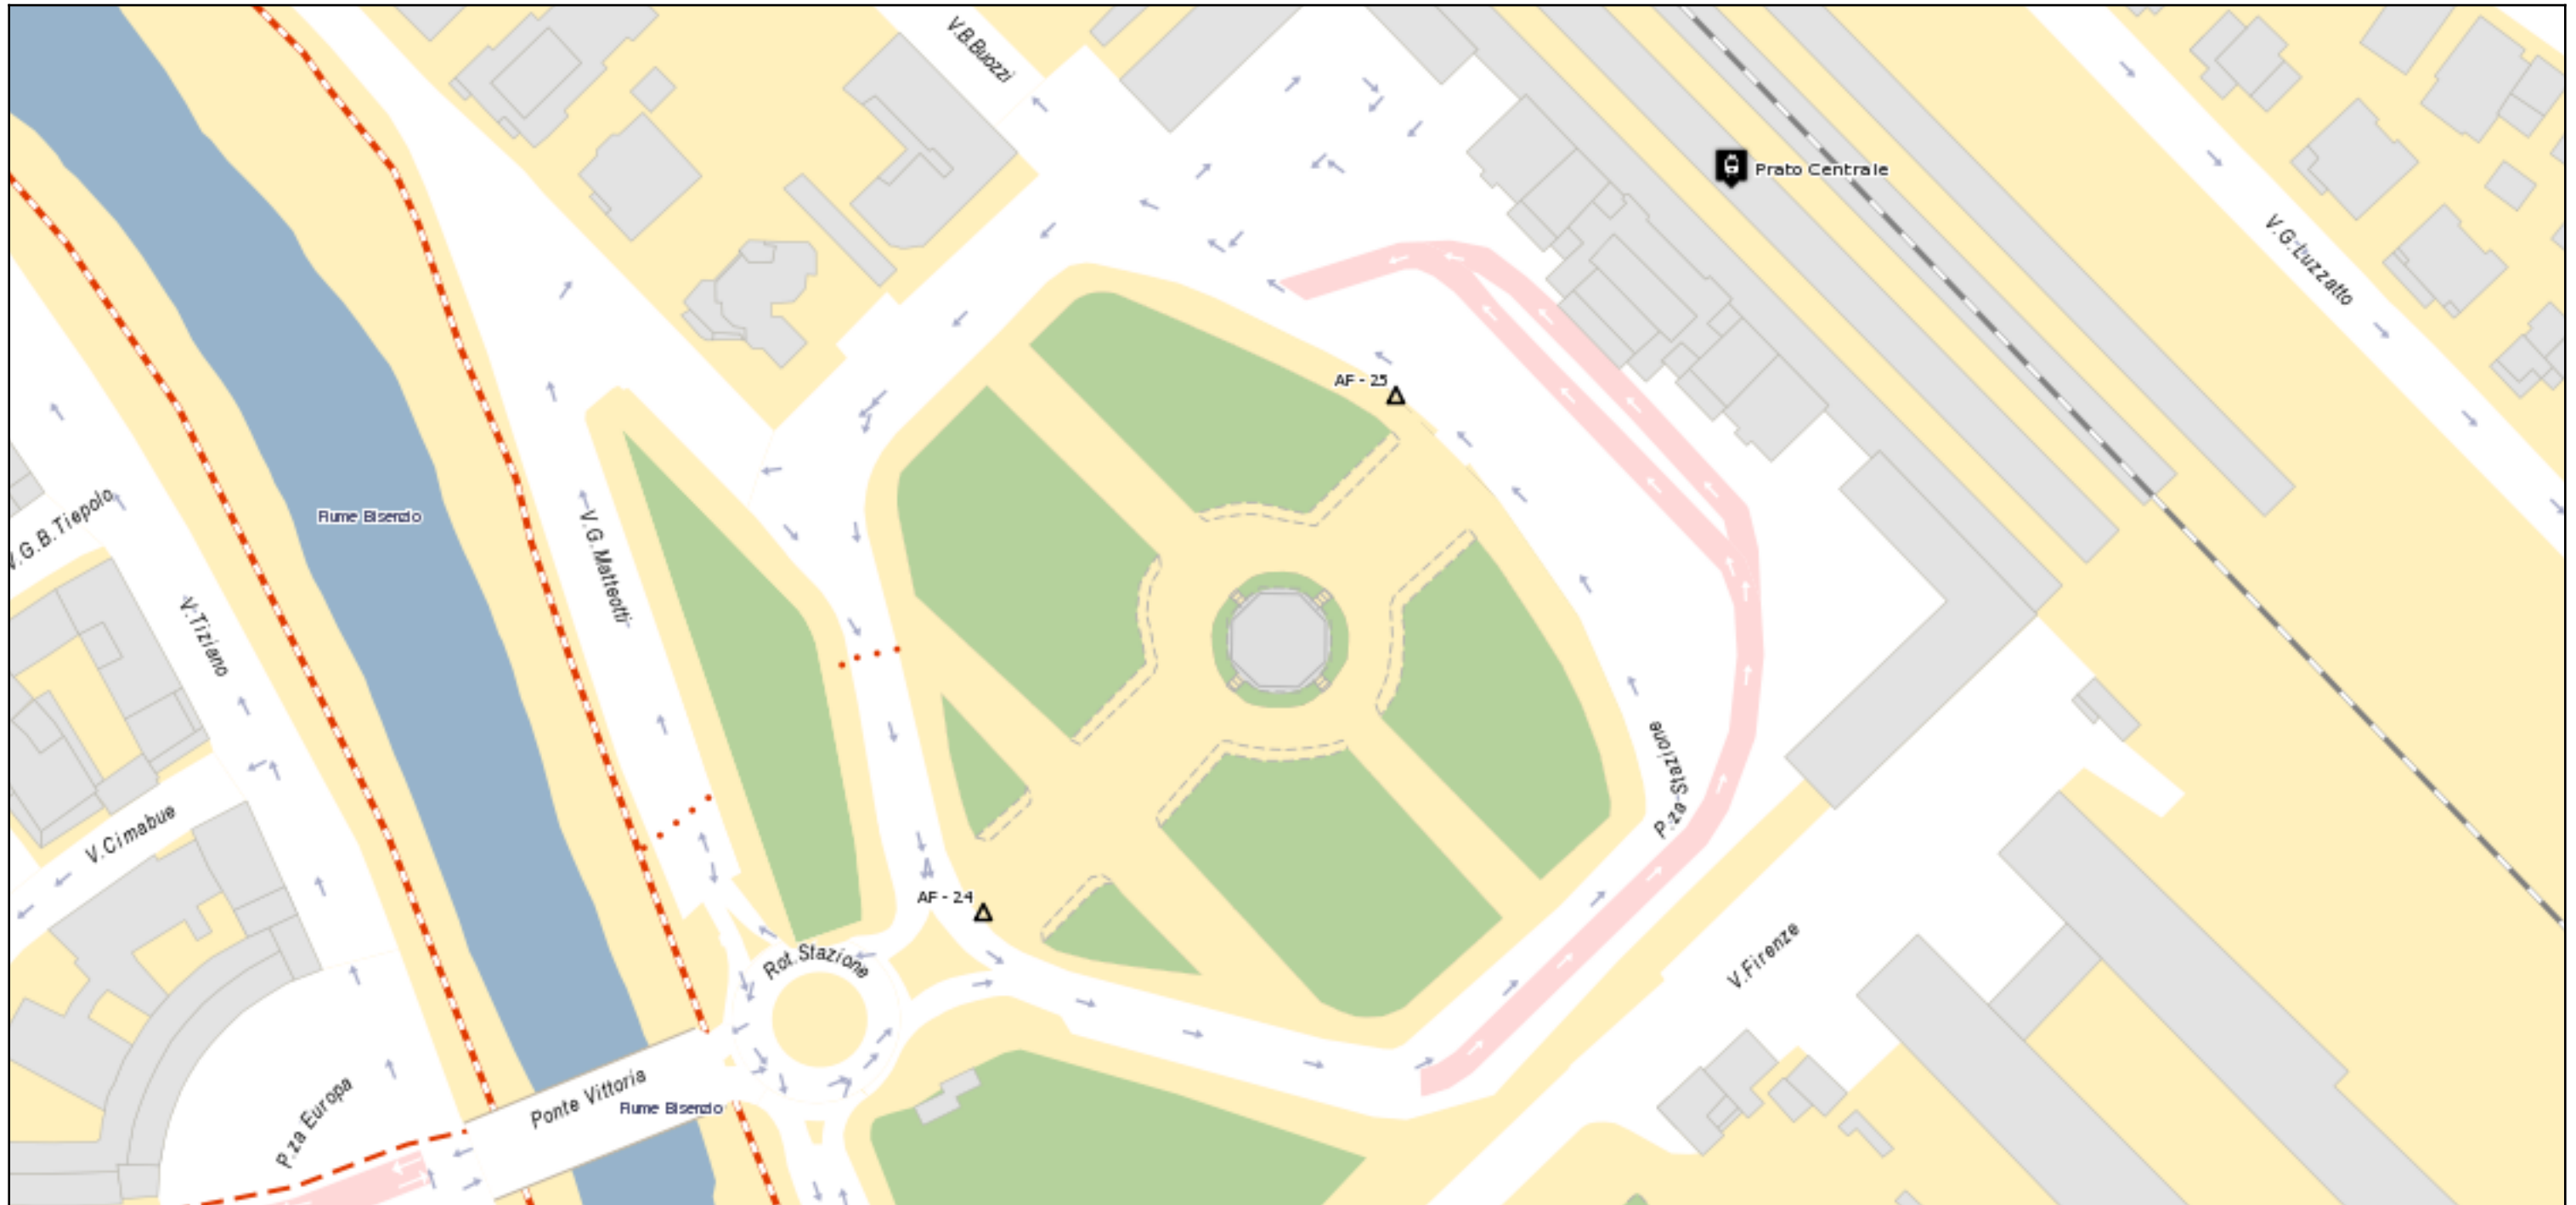 V.B.Buozzi
Prato Centrale
V.G.Luzzatto
AF - 25
V.G.B.Tiepolo
Fiume Bisenzio
V.G.Matteotti
V.Tiziano
P.za Stazione
V.Cimabue
AF - 24
Rot.Stazione
V.Firenze
Ponte Vittoria
Fiume Bisenzio
P.za Europa